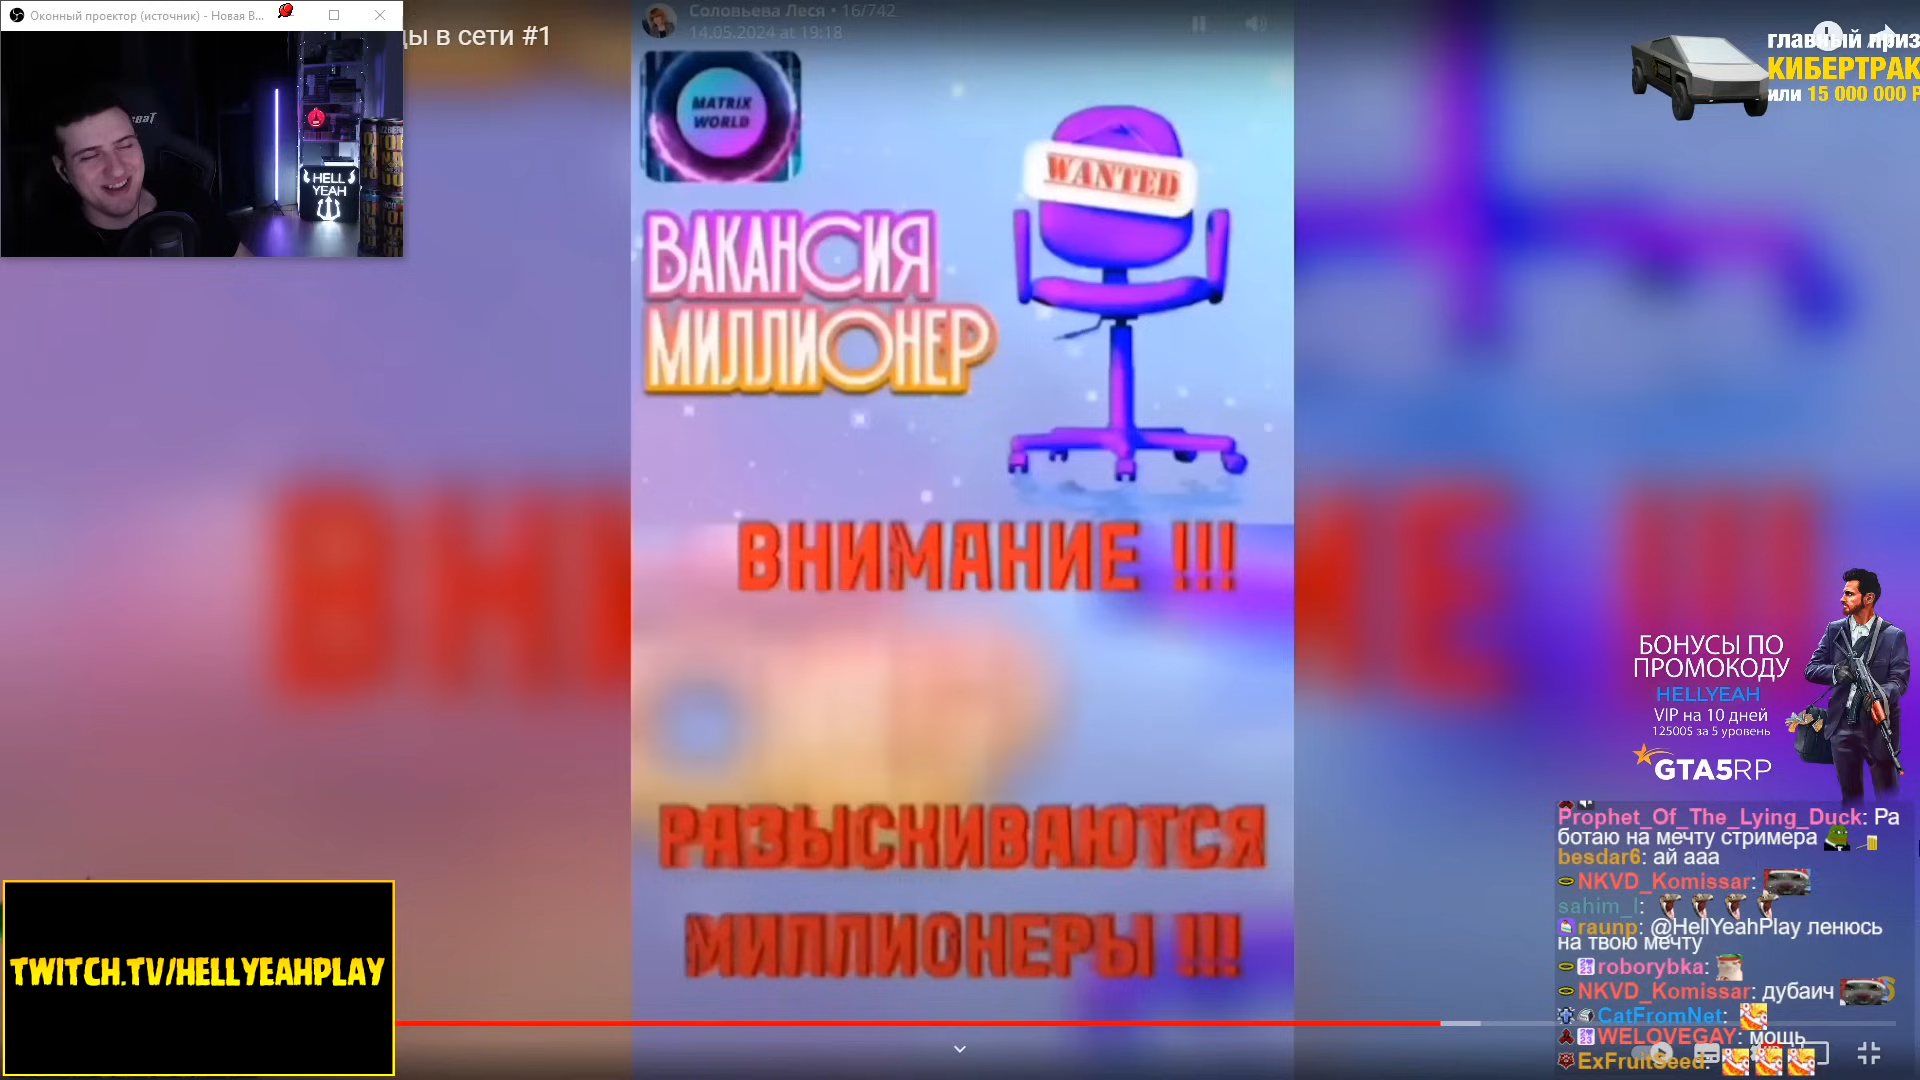 Оконный проектор (источник) - Новая В...
ды в сети #1
Соловьева Леся • 16/742
14.05.2024 at 19:18
MATRIX
WORLD
WANTED
ВАКАНСИЯ
МИЛЛИОНЕР
ВНИМАНИЕ !!!
РАЗЫСКИВАЮТСЯ
МИЛЛИОНЕРЫ !!!
HELL
YEAH
главный приз
КИБЕРТРАК
или 15 000 000 Р
БОНУСЫ ПО
ПРОМОКОДУ
HELLYEAH
VIP на 10 дней
12500$ за 5 уровень
GTA5RP
Prophet_Of_The_Lying_Duck: Ра
ботаю на мечту стримера
besdar6: ай ааа
NKVD_Komissar:
sahim_l:
raunp: @HellYeahPlay ленюсь
на твою мечту
roborybka:
NKVD_Komissar: дубаич
CatFromNet:
WELOVEGAY: мощь
ExFruitSeed:
TWITCH.TV/HELLYEAHPLAY